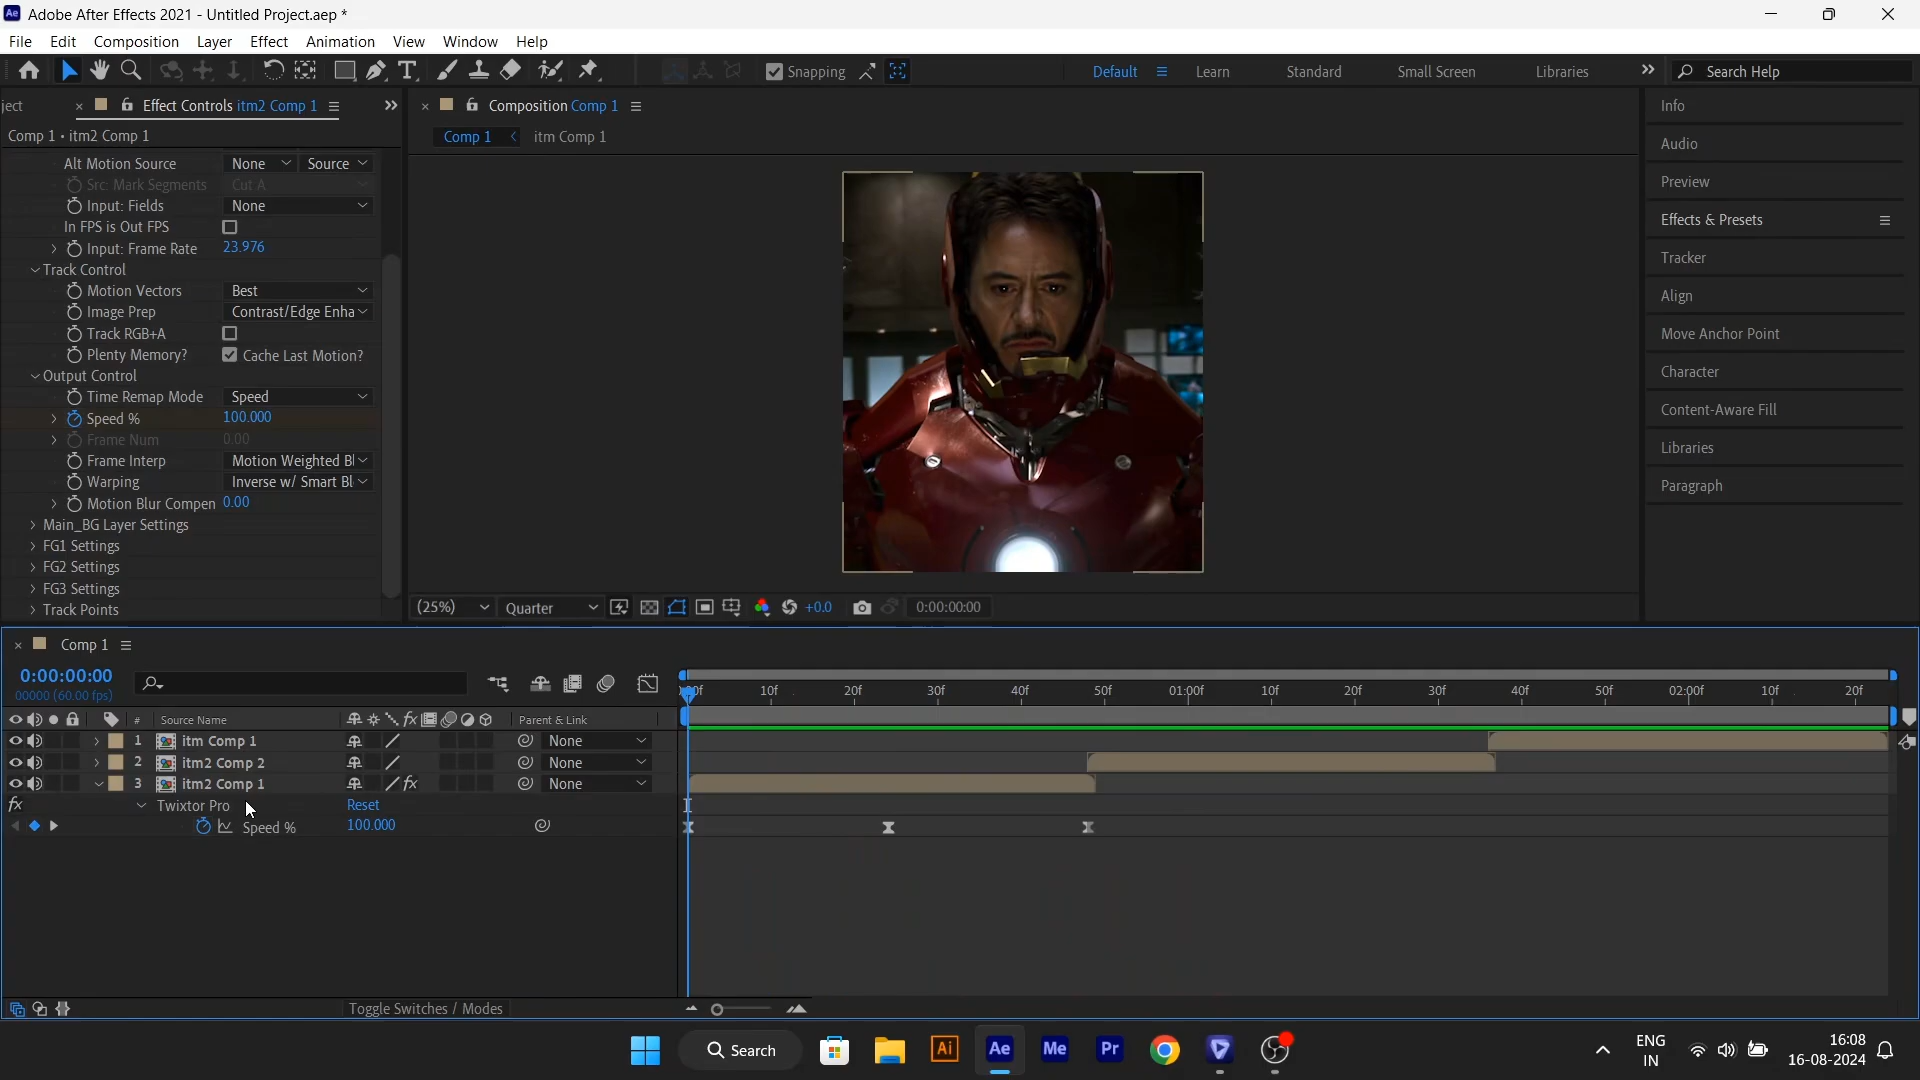 Ae Adobe After Effects 2021 - Untitled Project.aep *
File Edit Composition Layer Effect Animation View Window Help
Snapping Default Learn Standard Small Screen Libraries Search Help
ject Effect Controls itm2 Comp 1 Composition Comp 1 Info
Comp 1 • itm2 Comp 1 Comp 1 itm Comp 1
Audio
Preview
Effects & Presets
Tracker
Align
Move Anchor Point
Character
Content-Aware Fill
Libraries
Paragraph
Alt Motion Source None Source
Src: Mark Segments Cut A
Input: Fields None
In FPS is Out FPS
Input: Frame Rate 23.976
Track Control
Motion Vectors Best
Image Prep Contrast/Edge Enha
Track RGB+A
Plenty Memory? Cache Last Motion?
Output Control
Time Remap Mode Speed
Speed % 100.000
Frame Num 0.00
Frame Interp Motion Weighted Bl
Warping Inverse w/ Smart Bl
Motion Blur Compen 0.00
Main_BG Layer Settings
FG1 Settings
FG2 Settings
FG3 Settings
Track Points
(25%) Quarter +0.0 0:00:00:00
Comp 1
0:00:00:00
00000 (60.00 fps)
:00f 10f 20f 30f 40f 50f 01:00f 10f 20f 30f 40f 50f 02:00f 10f 20f
# Source Name fx Parent & Link
1 itm Comp 1 None
2 itm2 Comp 2 None
3 itm2 Comp 1 fx None
fx Twixtor Pro Reset
Speed % 100.000
Toggle Switches / Modes
Search Ai Ae Me Pr ENG 16:08
IN 16-08-2024